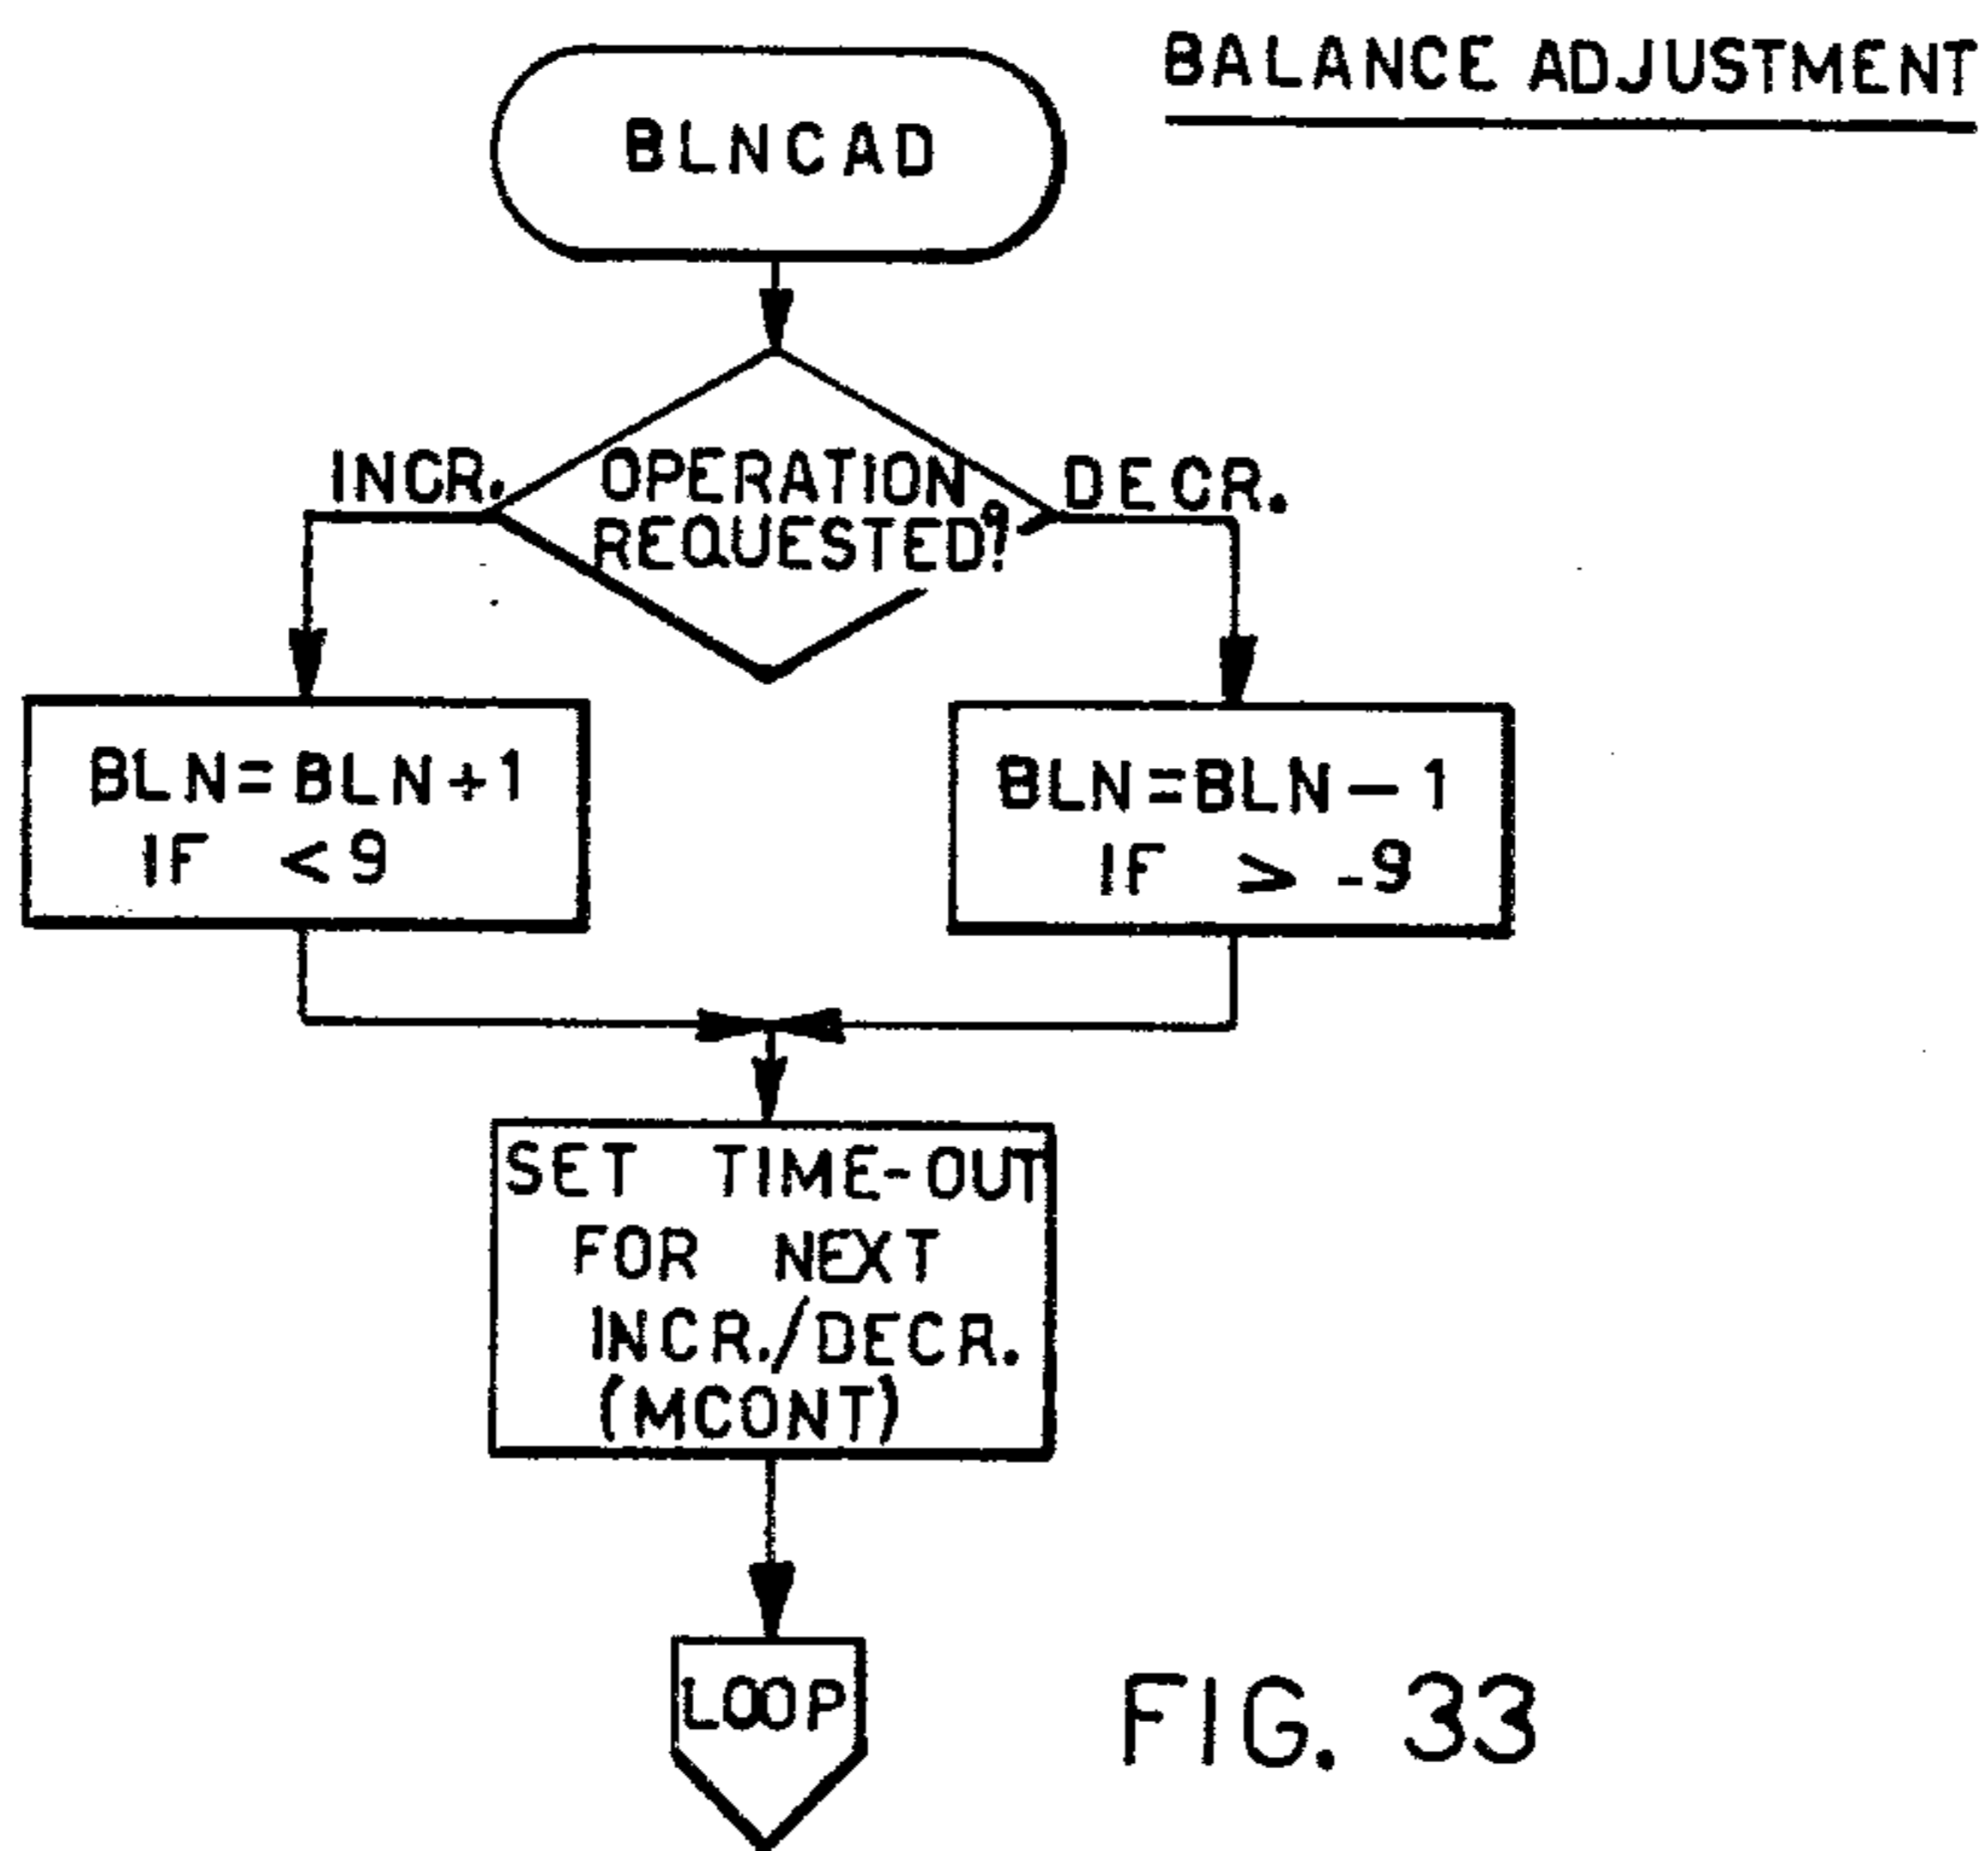 BALANCE ADJUSTMENT
BLNCAD
OPERATION
REQUESTED?
INCR.
DECR.
BLN=BLN+1
IF <9
BLN=BLN-1
IF > -9
SET TIME-OUT
FOR NEXT
INCR./DECR.
(MCONT)
LOOP
FIG. 33